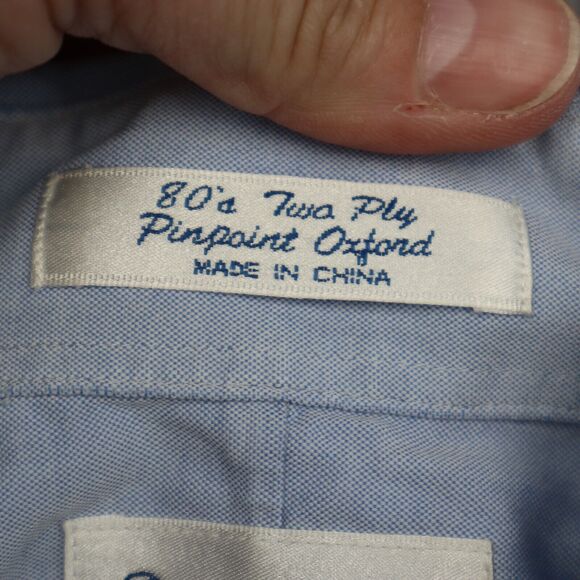 80's Two Ply
Pinpoint Oxford
MADE IN CHINA